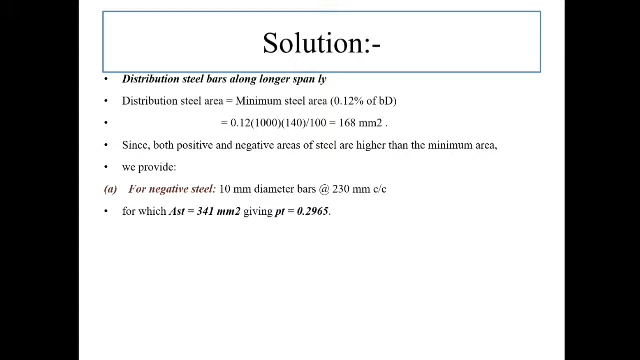 Solution:-
• Distribution steel bars along longer span ly
• Distribution steel area = Minimum steel area (0.12% of bD)
• = 0.12(1000)(140)/100 = 168 mm2 .
• Since, both positive and negative areas of steel are higher than the minimum area,
• we provide:
(a) For negative steel: 10 mm diameter bars @ 230 mm c/c
• for which Ast = 341 mm2 giving pt = 0.2965.